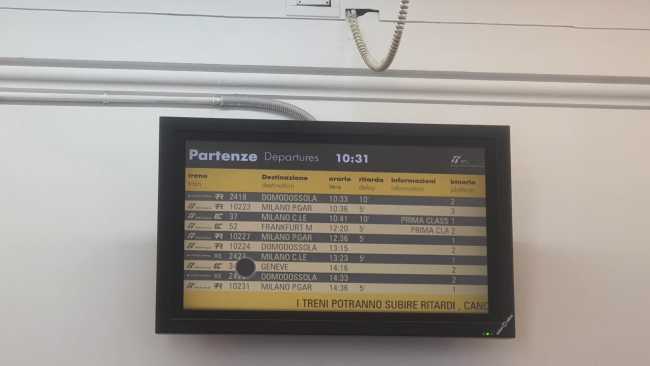 Partenze Departures 10:31
treno Destinazione orario ritardo Informazioni binario
train destination time delay information platform
2418 DOMODOSSOLA 10:33 10' 2
10223 MILANO P.GAR 10:36 5' 3
37 MILANO C.LE 10:41 10' PRIMA CLASS 1
52 FRANKFURT M 12:20 5' PRIMA CLA 2
10227 MILANO P.GAR 12:36 5' 1
10224 DOMODOSSOLA 13:15 2
MILANO C.LE 13:23 5' 1
GENEVE 14:16 2
DOMODOSSOLA 14:33 2
10231 MILANO P.GAR 14:36 5' 1
I TRENI POTRANNO SUBIRE RITARDI , CANC